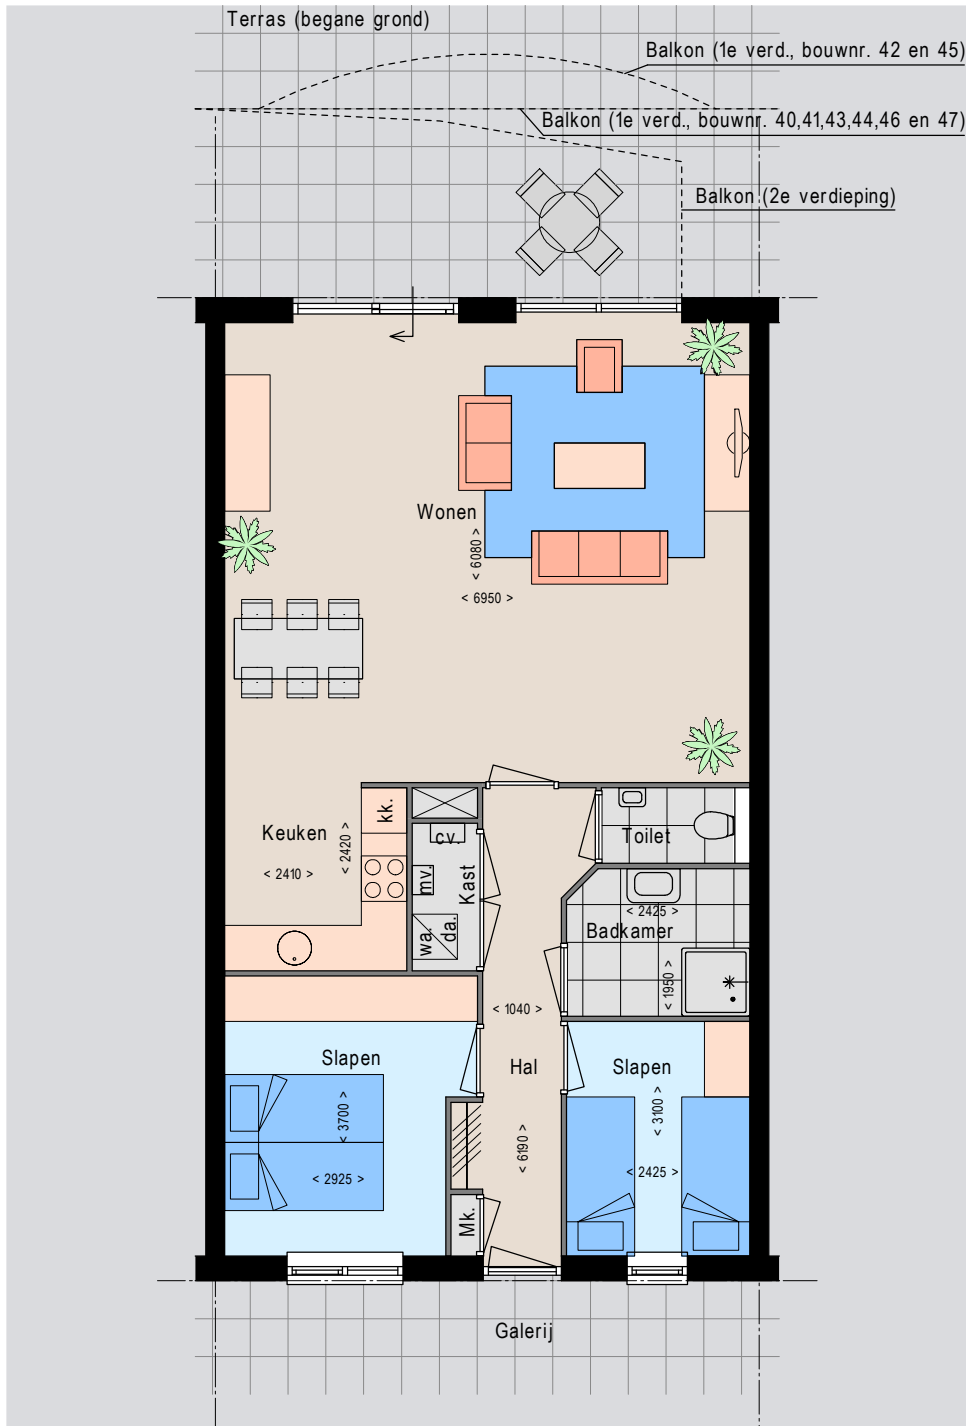 Terras (begane grond)
Balkon (1e verd., bouwnr. 42 en 45)
Balkon (1e verd., bouwnr. 40,41,43,44,46 en 47)
Balkon (2e verdieping)
Wonen
< 6080 >
< 6950 >
kk.
Keuken
< 2420 >
< 2410 >
cv.
mv.
Kast
wa.
da.
Toilet
< 2425 >
Badkamer
< 1950 >
< 1040 >
Slapen
Hal
Slapen
< 3700 >
< 2925 >
< 6190 >
< 3100 >
< 2425 >
Mk.
Galerij